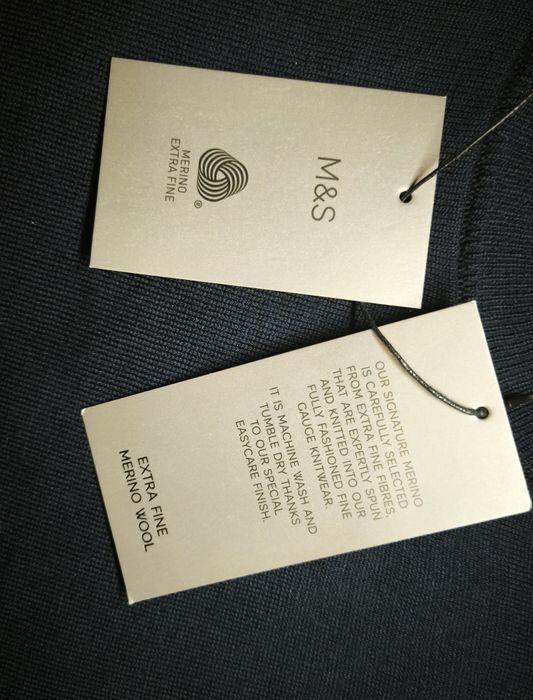 M&S
®
MERINO
EXTRA FINE
OUR SIGNATURE MERINO
IS CAREFULLY SELECTED
FROM EXTRA FINE FIBRES,
THAT ARE EXPERTLY SPUN
AND KNITTED INTO OUR
FULLY FASHIONED FINE
GAUGE KNITWEAR.
IT IS MACHINE WASH AND
TUMBLE DRY THANKS
TO OUR SPECIAL
EASYCARE FINISH.
EXTRA FINE
MERINO WOOL